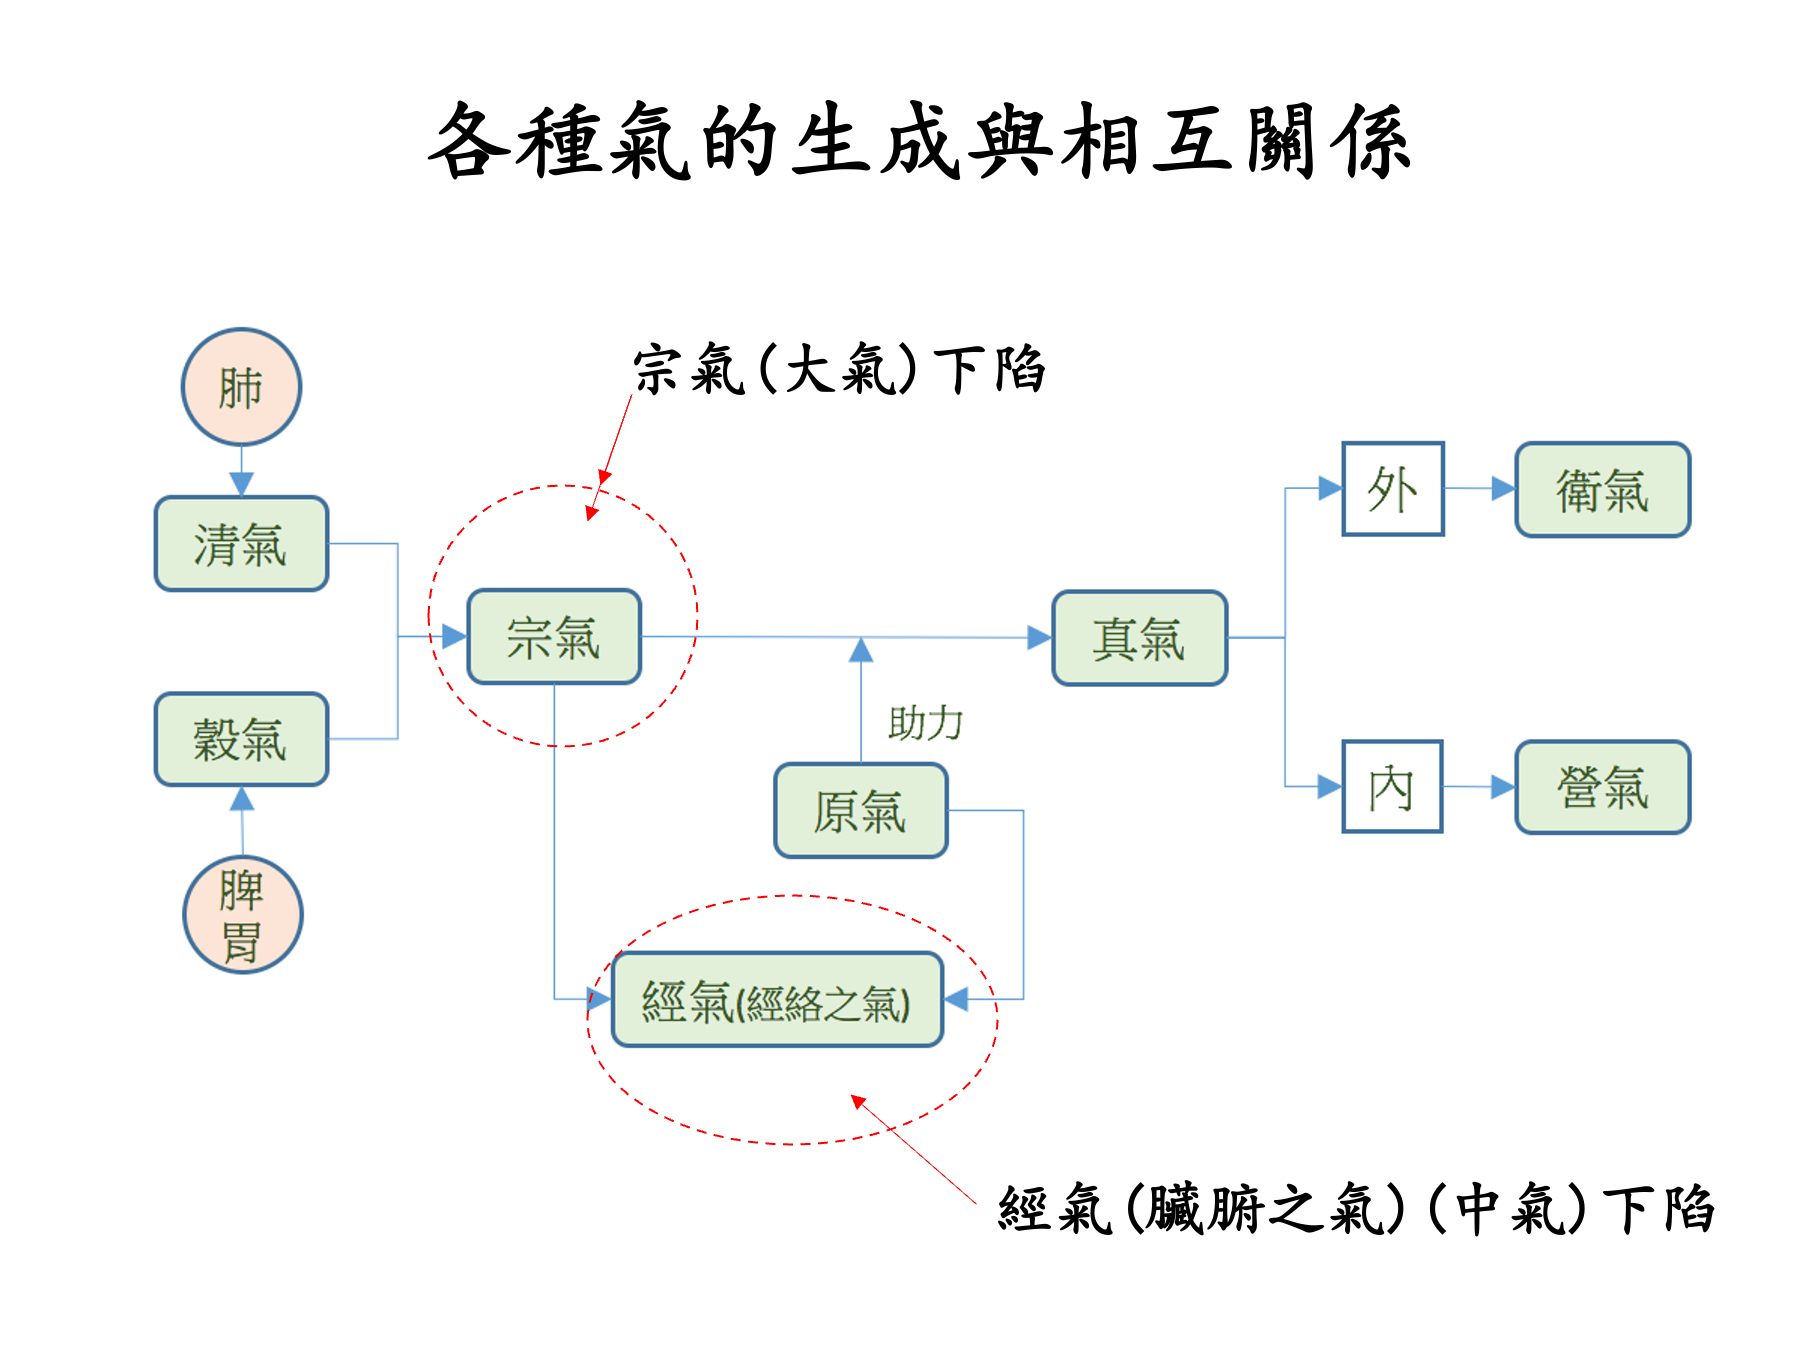 各種氣的生成與相互關係
宗氣(大氣)下陷
肺
清氣
外
衛氣
宗氣
真氣
穀氣
助力
內
營氣
原氣
脾
胃
經氣(經絡之氣)
經氣(臟腑之氣)(中氣)下陷